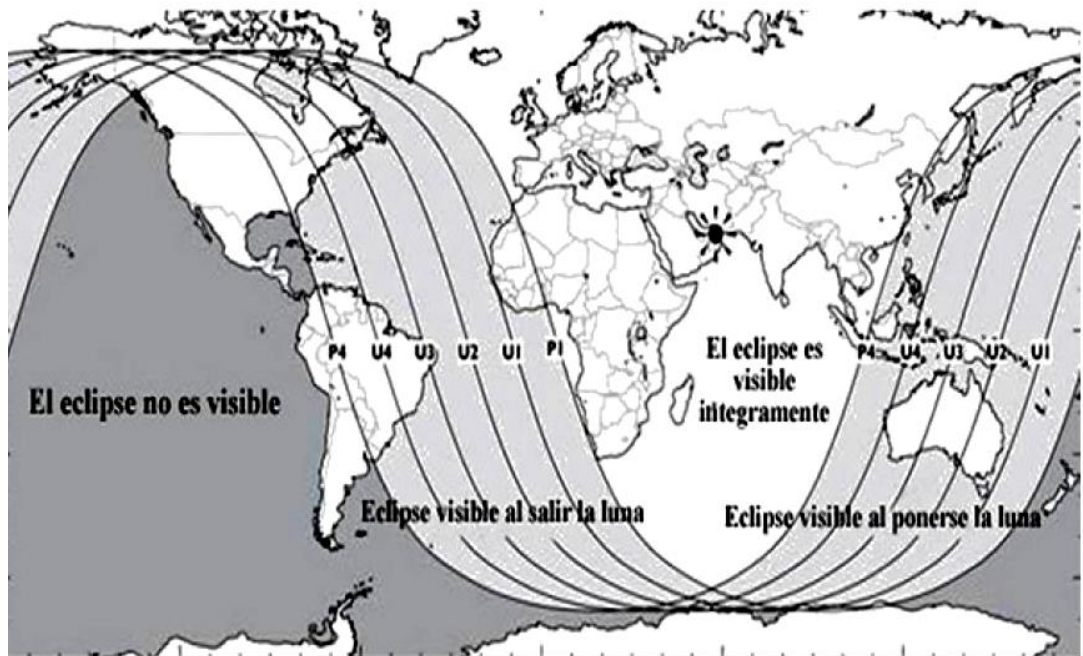 P4 U4 U3 U2 U1 P1
El eclipse es
visible
íntegramente
P4 U4 U3 U2 U1
El eclipse no es visible
Eclipse visible al salir la luna
Eclipse visible al ponerse la luna